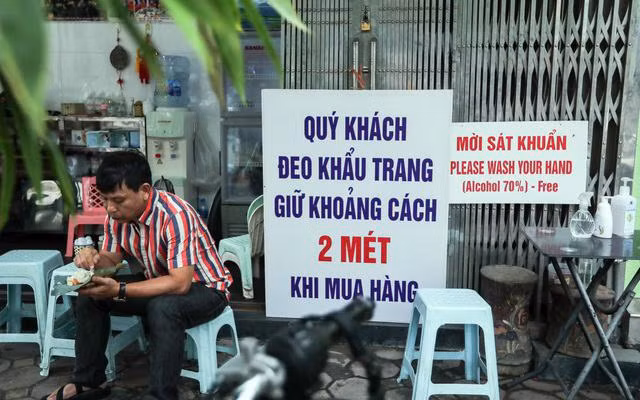 QUÝ KHÁCH
ĐEO KHẨU TRANG
GIỮ KHOẢNG CÁCH
2 MÉT
KHI MUA HÀNG
MỜI SÁT KHUẨN
PLEASE WASH YOUR HAND
(Alcohol 70%) - Free